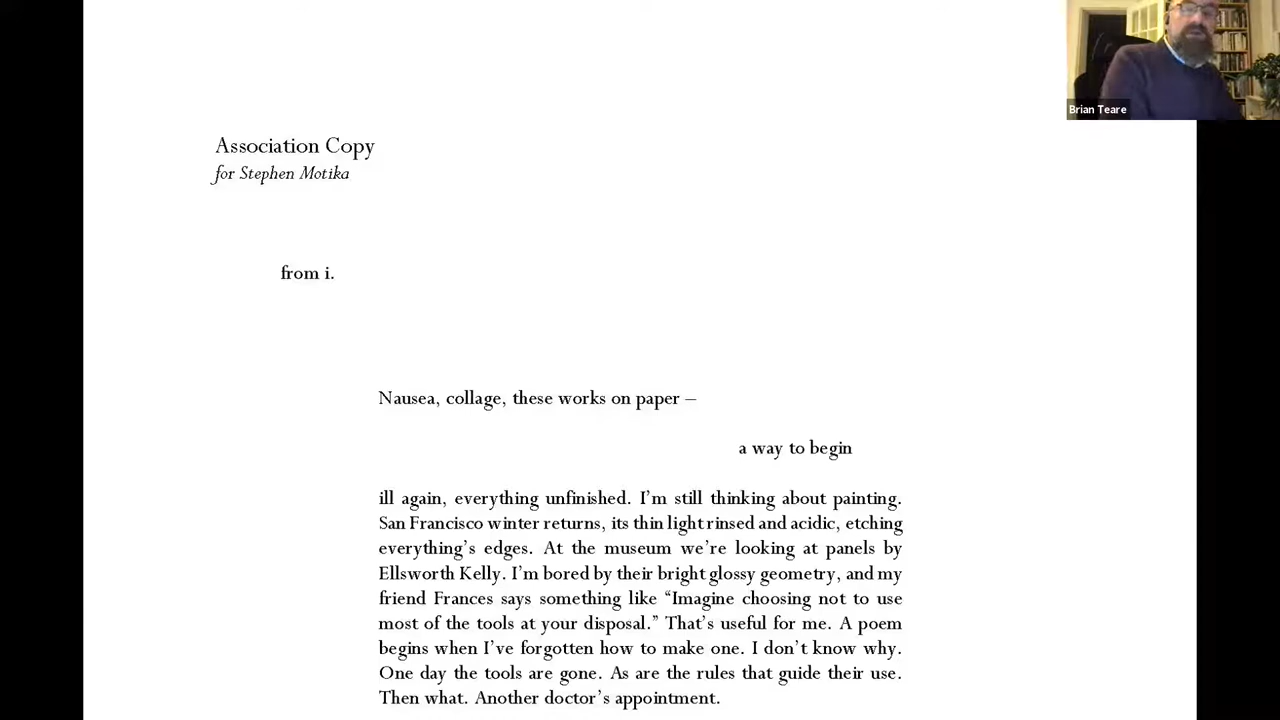 Brian Teare
Association Copy
for Stephen Motika
from i.
Nausea, collage, these works on paper –
a way to begin
ill again, everything unfinished. I’m still thinking about painting.
San Francisco winter returns, its thin light rinsed and acidic, etching
everything’s edges. At the museum we’re looking at panels by
Ellsworth Kelly. I’m bored by their bright glossy geometry, and my
friend Frances says something like “Imagine choosing not to use
most of the tools at your disposal.” That’s useful for me. A poem
begins when I’ve forgotten how to make one. I don’t know why.
One day the tools are gone. As are the rules that guide their use.
Then what. Another doctor’s appointment.